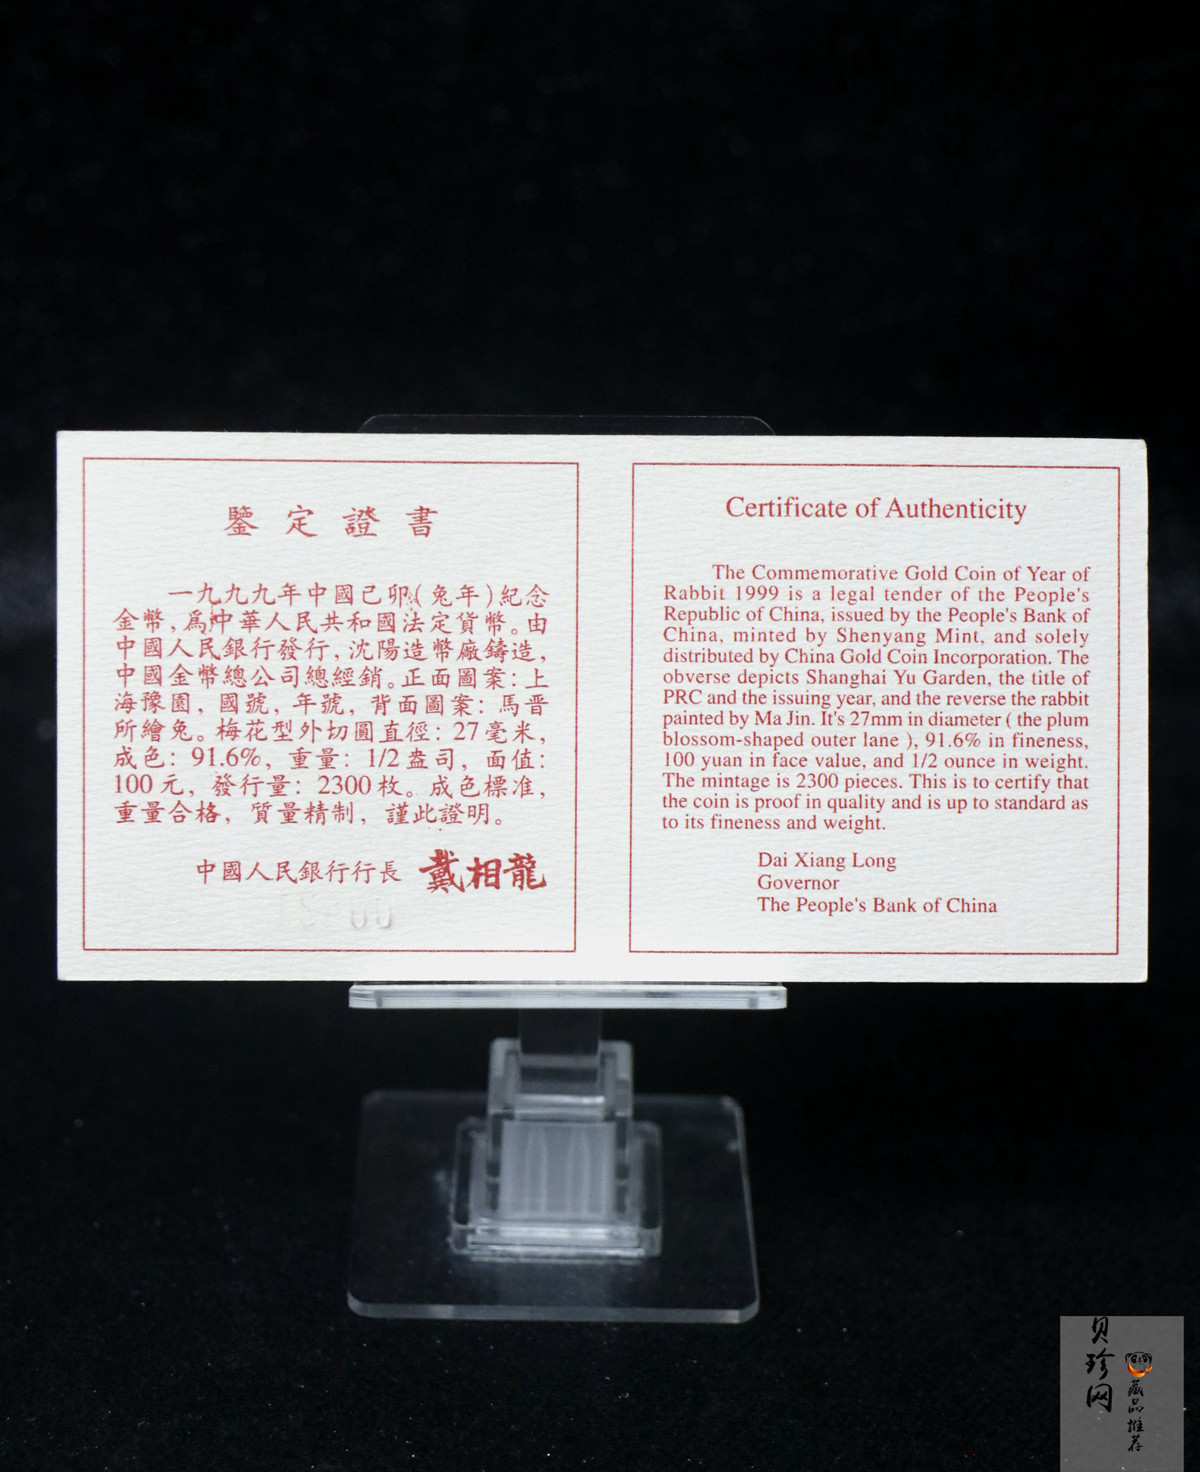 鑒定證書
一九九九年中國己卯(兔年)紀念
金幣,爲中華人民共和國法定貨幣。由
中國人民銀行發行,沈陽造幣廠鑄造,
中國金幣總公司總經銷。正面圖案:上
海豫園,國號,年號,背面圖案:馬晋
所繪兔。梅花型外切圓直徑:27毫米,
成色:91.6%,重量:1/2盎司,面值:
100元,發行量:2300枚。成色標准,
重量合格,質量精制,謹此證明。
中國人民銀行行長 戴相龍
Certificate of Authenticity
The Commemorative Gold Coin of Year of
Rabbit 1999 is a legal tender of the People's
Republic of China, issued by the People's Bank of
China, minted by Shenyang Mint, and solely
distributed by China Gold Coin Incorporation. The
obverse depicts Shanghai Yu Garden, the title of
PRC and the issuing year, and the reverse the rabbit
painted by Ma Jin. It's 27mm in diameter ( the plum
blossom-shaped outer lane ), 91.6% in fineness,
100 yuan in face value, and 1/2 ounce in weight.
The mintage is 2300 pieces. This is to certify that
the coin is proof in quality and is up to standard as
to its fineness and weight.
Dai Xiang Long
Governor
The People's Bank of China
贝珍网
藏品推荐